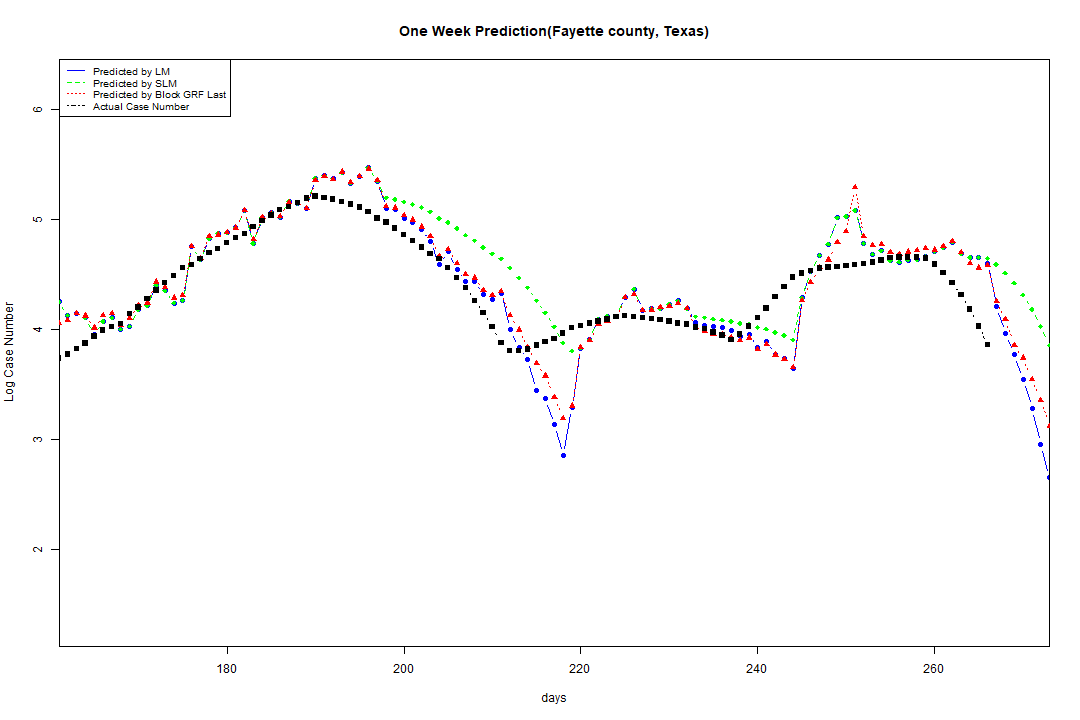 One Week Prediction(Fayette county, Texas)
Predicted by LM
Predicted by SLM
Predicted by Block GRF Last
Actual Case Number
6
5
4
3
2
Log Case Number
180 200 220 240 260
days